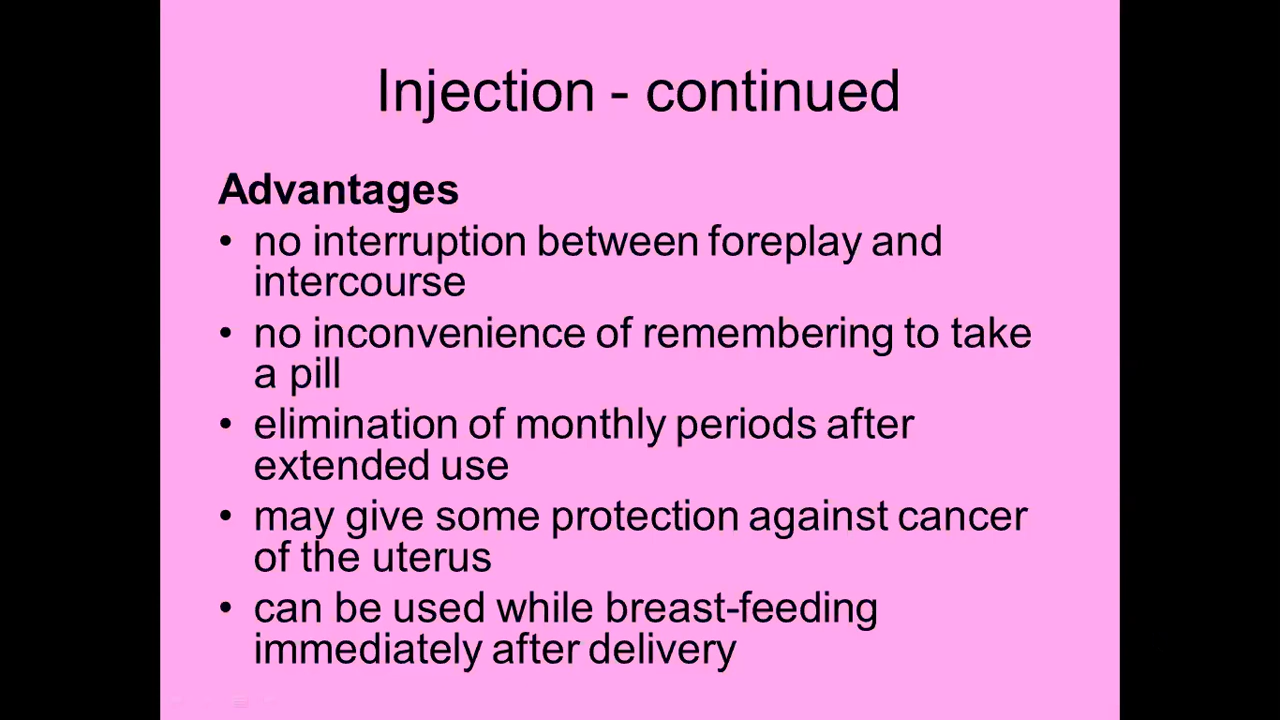 Injection - continued
Advantages
• no interruption between foreplay and
intercourse
• no inconvenience of remembering to take
a pill
• elimination of monthly periods after
extended use
• may give some protection against cancer
of the uterus
• can be used while breast-feeding
immediately after delivery